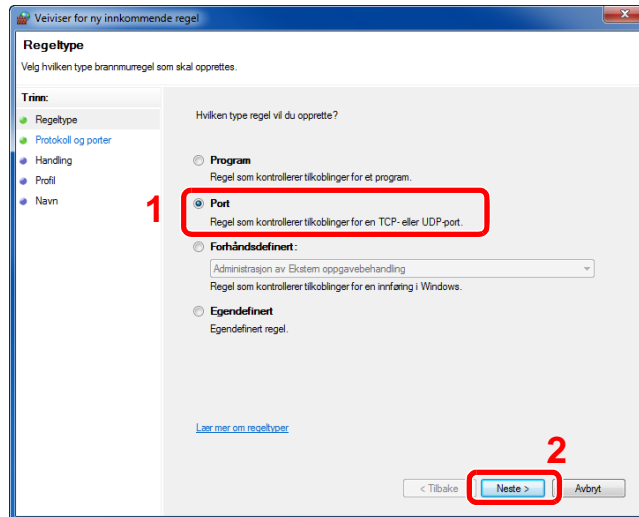 Veiviser for ny innkommende regel
Regeltype
Velg hvilken type brannmurregel som skal opprettes.
Trinn:
Regeltype
Protokoll og porter
Handling
Profil
Navn
Hvilken type regel vil du opprette?
Program
Regel som kontrollerer tilkoblinger for et program.
1
Port
Regel som kontrollerer tilkoblinger for en TCP- eller UDP-port.
Forhåndsdefinert:
Administrasjon av Ekstern oppgavebehandling
Regel som kontrollerer tilkoblinger for en innføring i Windows.
Egendefinert
Egendefinert regel.
Lær mer om regeltyper
2
< Tilbake
Neste >
Avbryt